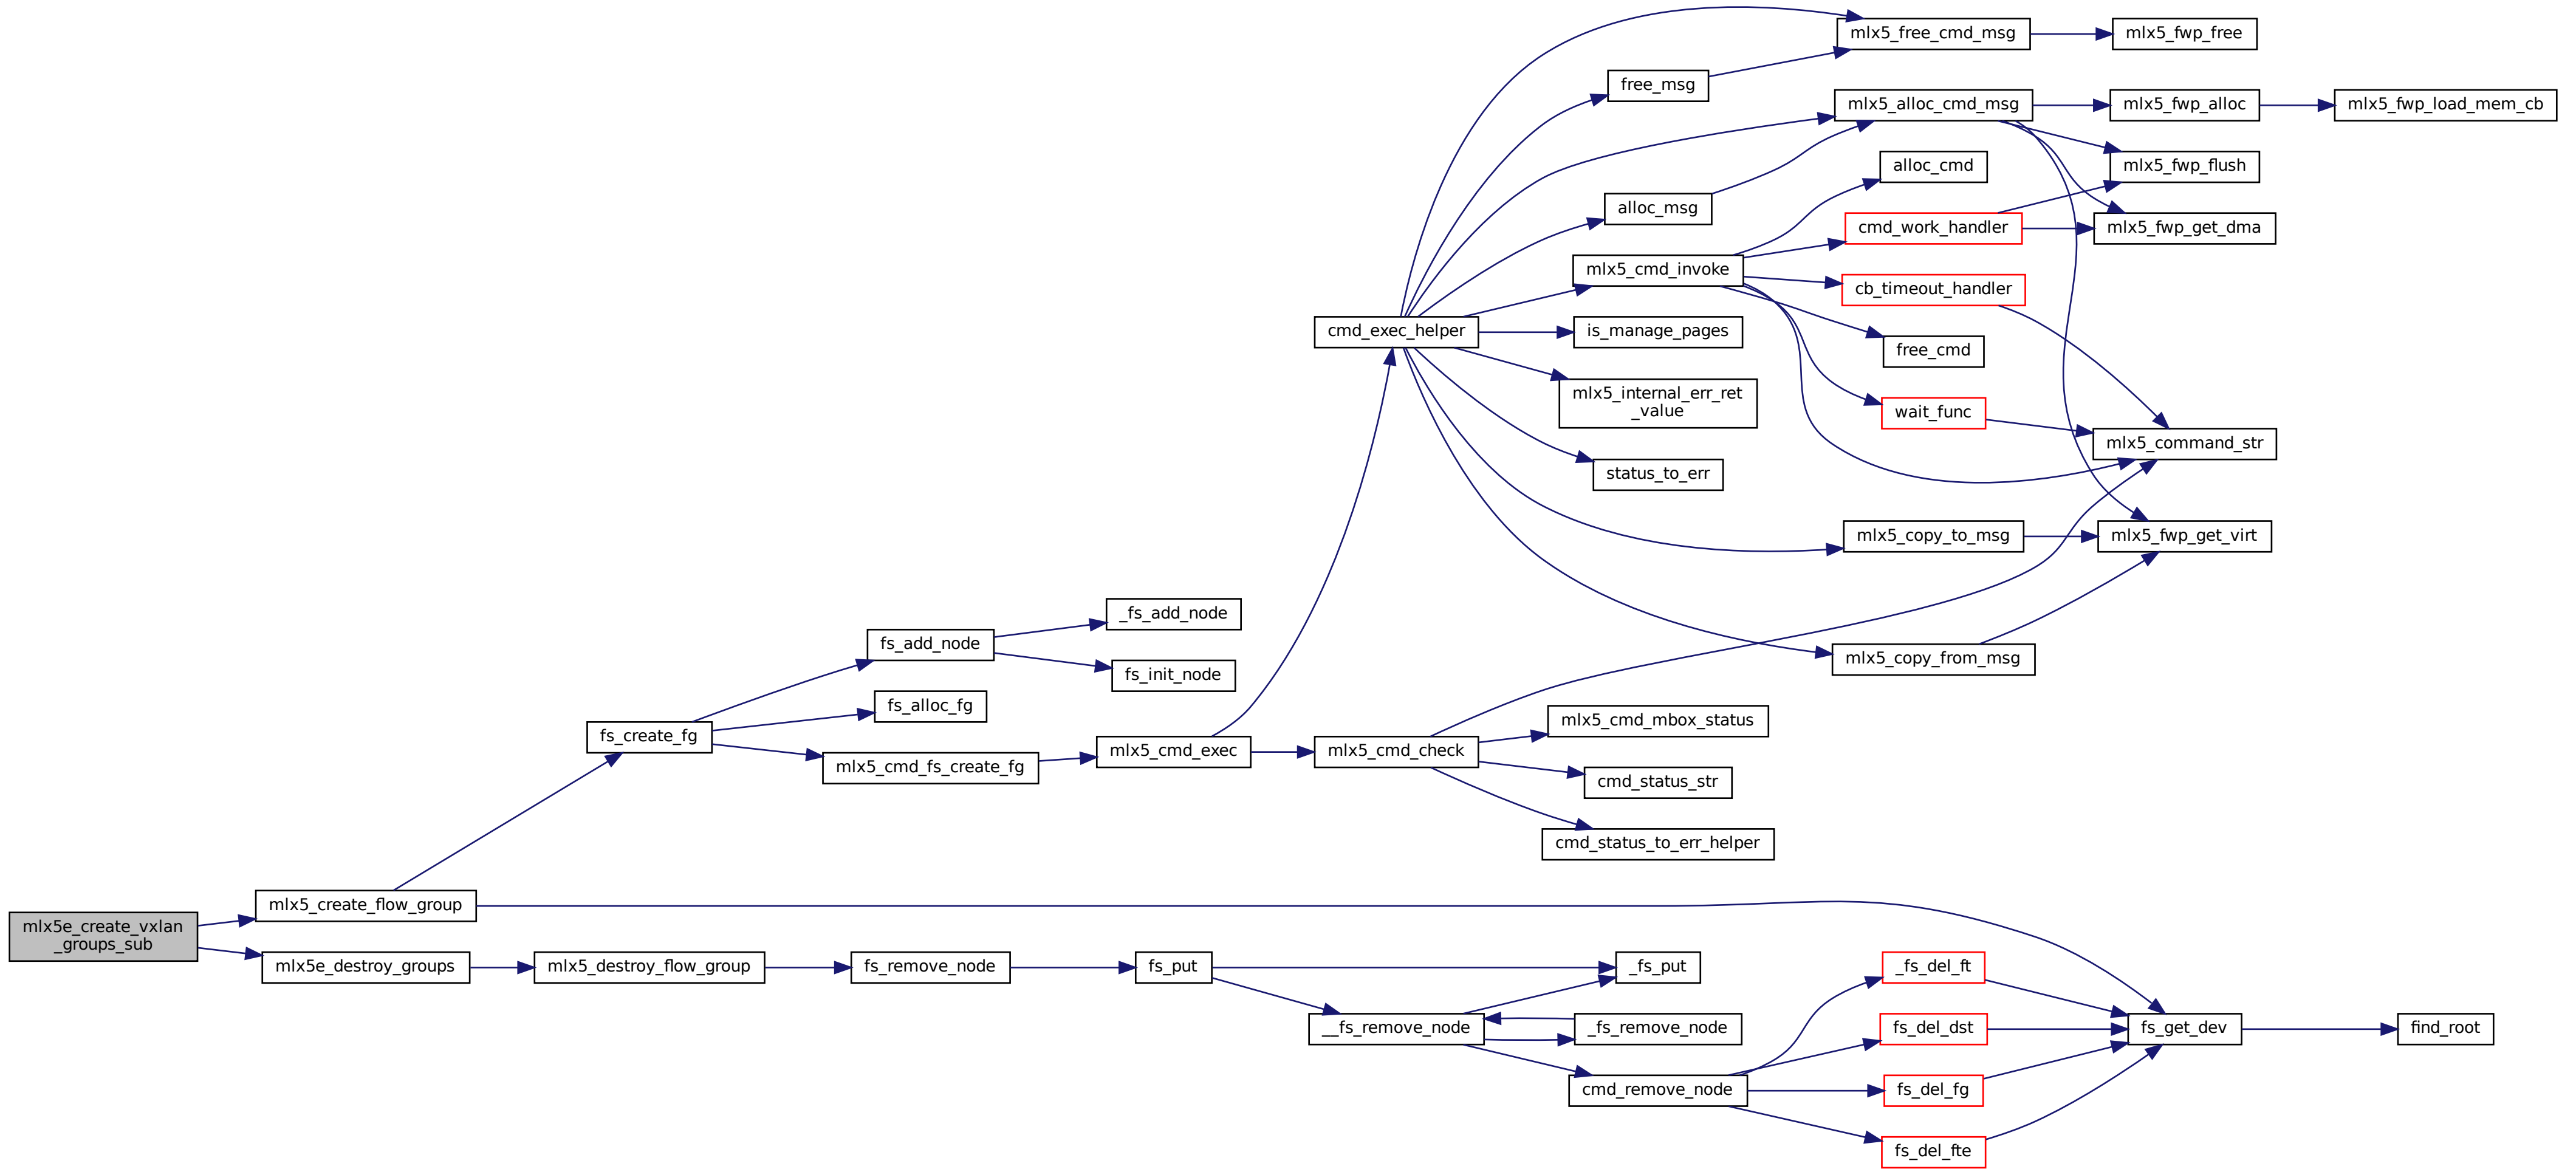 mlx5_free_cmd_msg
mlx5_fwp_free
free_msg
mlx5_alloc_cmd_msg
mlx5_fwp_alloc
mlx5_fwp_load_mem_cb
alloc_cmd
mlx5_fwp_flush
alloc_msg
cmd_work_handler
mlx5_fwp_get_dma
mlx5_cmd_invoke
cb_timeout_handler
cmd_exec_helper
is_manage_pages
free_cmd
mlx5_internal_err_ret
_value
wait_func
mlx5_command_str
status_to_err
mlx5_copy_to_msg
mlx5_fwp_get_virt
_fs_add_node
fs_add_node
mlx5_copy_from_msg
fs_init_node
fs_alloc_fg
mlx5_cmd_mbox_status
fs_create_fg
mlx5_cmd_fs_create_fg
mlx5_cmd_exec
mlx5_cmd_check
cmd_status_str
cmd_status_to_err_helper
mlx5_create_flow_group
mlx5e_create_vxlan
_groups_sub
mlx5e_destroy_groups
mlx5_destroy_flow_group
fs_remove_node
fs_put
_fs_put
_fs_del_ft
__fs_remove_node
_fs_remove_node
fs_del_dst
fs_get_dev
find_root
cmd_remove_node
fs_del_fg
fs_del_fte